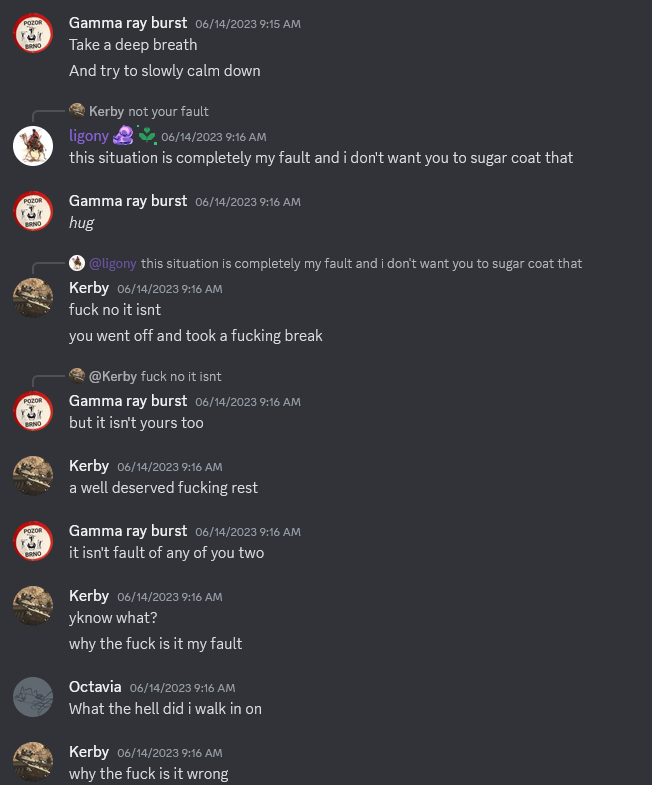 POZOR
BRNO
Gamma ray burst 06/14/2023 9:15 AM
Take a deep breath
And try to slowly calm down
Kerby not your fault
ligony 06/14/2023 9:16 AM
this situation is completely my fault and i don't want you to sugar coat that
POZOR
BRNO
Gamma ray burst 06/14/2023 9:16 AM
hug
@ligony this situation is completely my fault and i don't want you to sugar coat that
Kerby 06/14/2023 9:16 AM
fuck no it isnt
you went off and took a fucking break
@Kerby fuck no it isnt
POZOR
BRNO
Gamma ray burst 06/14/2023 9:16 AM
but it isn't yours too
Kerby 06/14/2023 9:16 AM
a well deserved fucking rest
POZOR
BRNO
Gamma ray burst 06/14/2023 9:16 AM
it isn't fault of any of you two
Kerby 06/14/2023 9:16 AM
yknow what?
why the fuck is it my fault
Octavia 06/14/2023 9:16 AM
What the hell did i walk in on
Kerby 06/14/2023 9:16 AM
why the fuck is it wrong